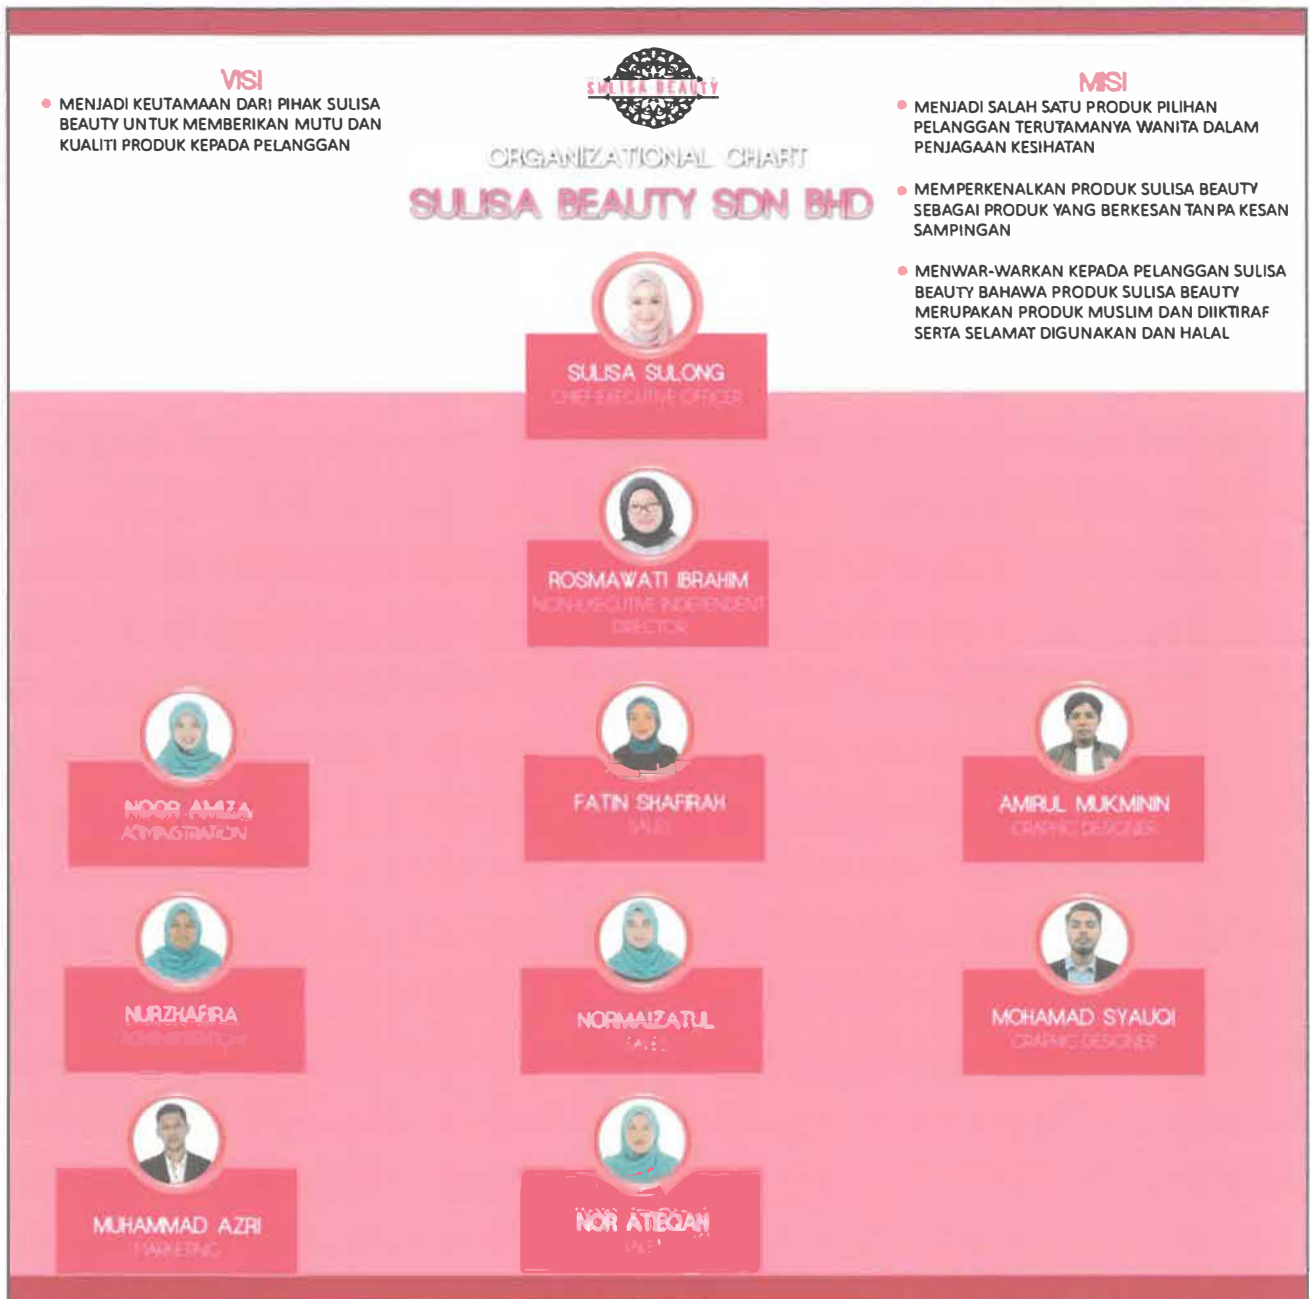 VISI
MENJADI KEUTAMAAN DARI PIHAK SULISA
BEAUTY UNTUK MEMBERIKAN MUTU DAN
KUALITI PRODUK KEPADA PELANGGAN
SULISA BEAUTY
ORGANIZATIONAL CHART
SULISA BEAUTY SDN BHD
MISI
MENJADI SALAH SATU PRODUK PILIHAN
PELANGGAN TERUTAMANYA WANITA DALAM
PENJAGAAN KESIHATAN
MEMPERKENALKAN PRODUK SULISA BEAUTY
SEBAGAI PRODUK YANG BERKESAN TANPA KESAN
SAMPINGAN
MENWAR-WARKAN KEPADA PELANGGAN SULISA
BEAUTY BAHAWA PRODUK SULISA BEAUTY
MERUPAKAN PRODUK MUSLIM DAN DIIKTIRAF
SERTA SELAMAT DIGUNAKAN DAN HALAL
SULISA SULONG
CHIEF EXECUTIVE OFFICER
ROSMAWATI IBRAHIM
NON-EXECUTIVE INDEPENDENT
DIRECTOR
NOOR AMIZA
ADMINISTRATION
FATIN SHAFIRAH
SALES
AMIRUL MUKMININ
GRAPHIC DESIGNER
NURZHAFIRA
ADMINISTRATION
NORMAIZATUL
SALES
MOHAMAD SYAUQI
GRAPHIC DESIGNER
MUHAMMAD AZRI
MARKETING
NOR ATIEQAH
SALES